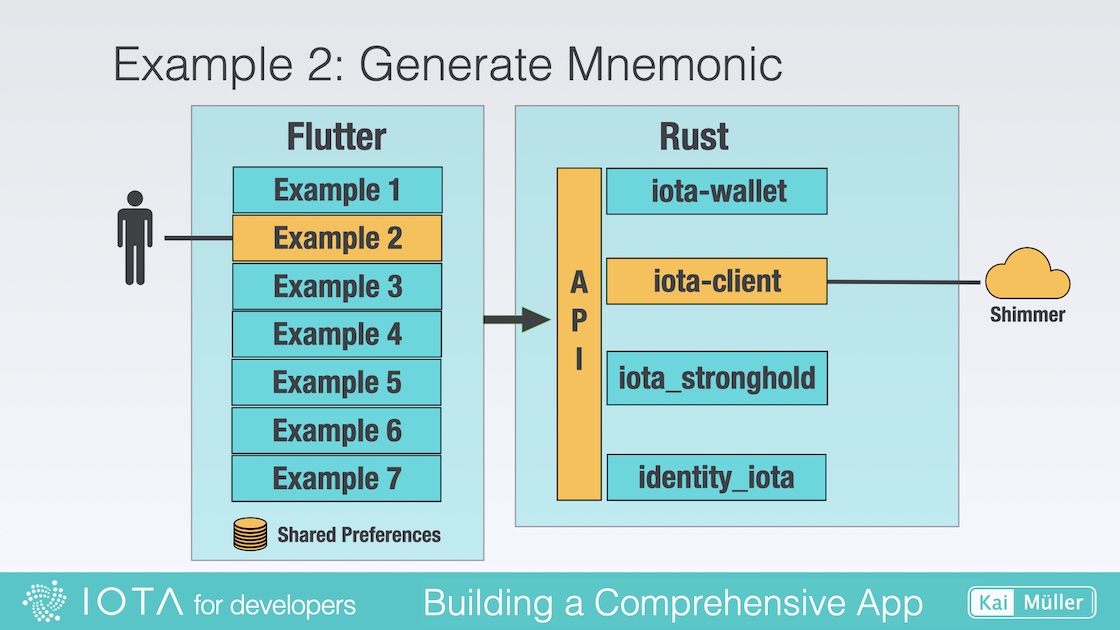 Example 2: Generate Mnemonic
Flutter
Example 1
Example 2
Example 3
Example 4
Example 5
Example 6
Example 7
Shared Preferences
Rust
A
P
I
iota-wallet
iota-client
iota_stronghold
identity_iota
Shimmer
IOTA for developers
Building a Comprehensive App
Kai Müller